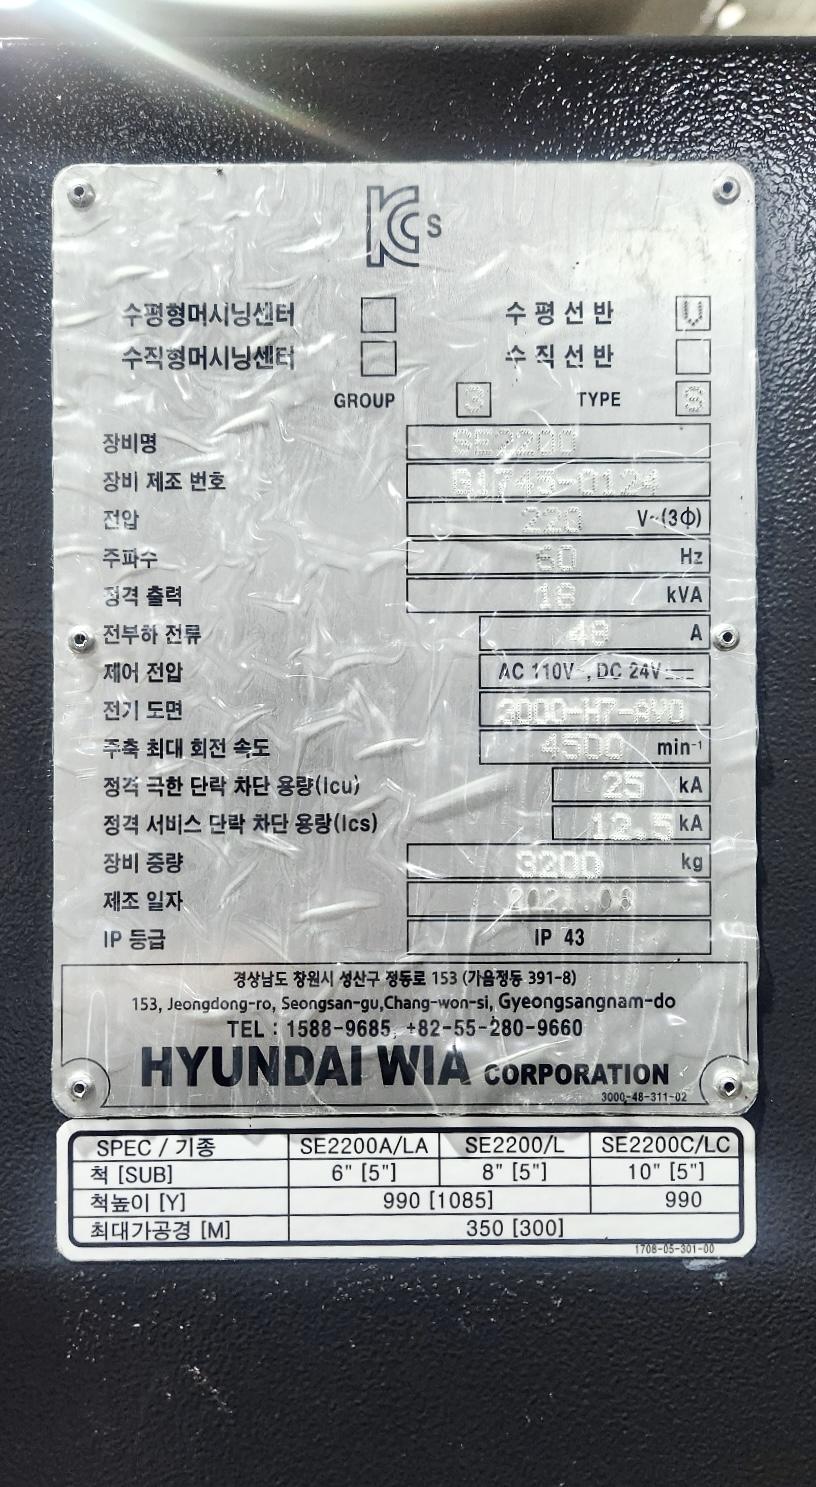 KC S
수평형머시닝센터 수 평 선 반 V
수직형머시닝센터 수 직 선 반
GROUP 3 TYPE S
장비명 SE2200
장비 제조 번호 G1745-0124
전압 220 V~(3Φ)
주파수 60 Hz
정격 출력 18 kVA
전부하 전류 48 A
제어 전압 AC 110V~, DC 24V
전기 도면
주축 최대 회전 속도 4500 min⁻¹
정격 극한 단락 차단 용량(Icu) 25 kA
정격 서비스 단락 차단 용량(Ics) 12.5 kA
장비 중량 3200 kg
제조 일자 2021.08
IP 등급 IP 43
경상남도 창원시 성산구 정동로 153 (가음정동 391-8)
153, Jeongdong-ro, Seongsan-gu,Chang-won-si, Gyeongsangnam-do
TEL : 1588-9685, +82-55-280-9660
HYUNDAI WIA CORPORATION
3000-48-311-02
SPEC / 기종 SE2200A/LA SE2200/L SE2200C/LC
척 [SUB] 6" [5"] 8" [5"] 10" [5"]
척높이 [Y] 990 [1085] 990
최대가공경 [M] 350 [300]
1708-05-301-00